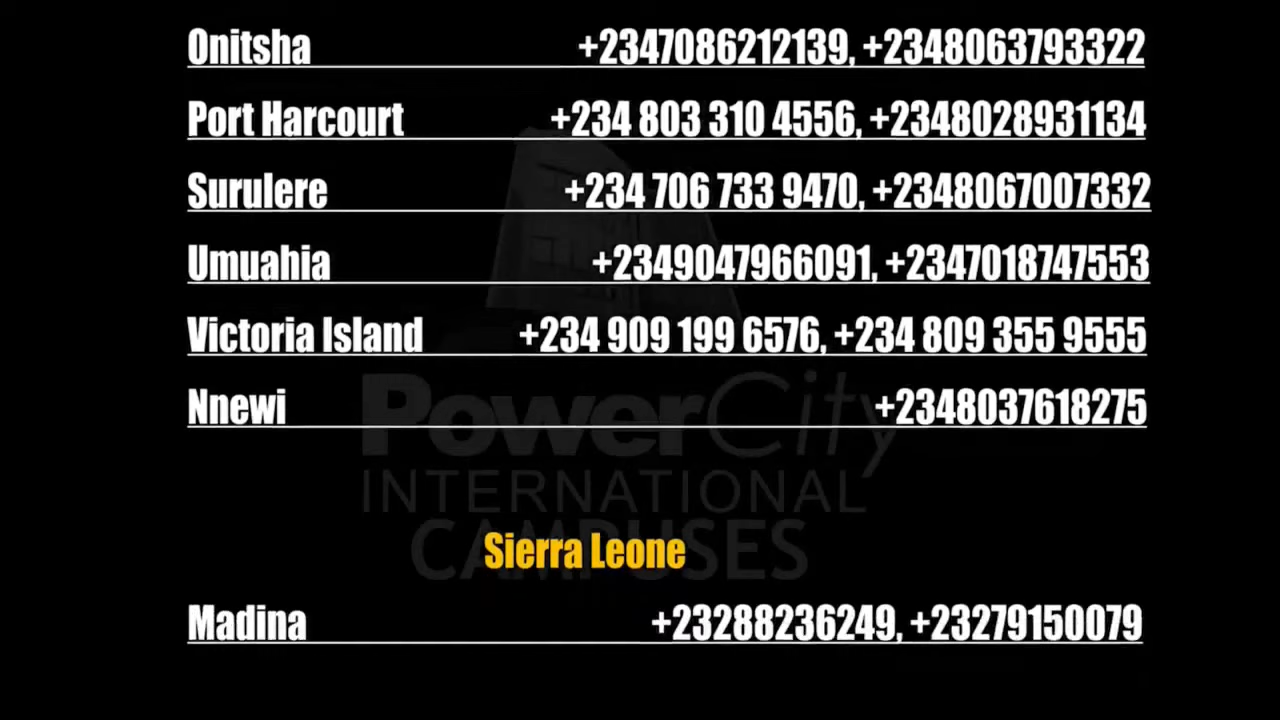 Onitsha +2347086212139, +2348063793322
Port Harcourt +234 803 310 4556, +2348028931134
Surulere +234 706 733 9470, +2348067007332
Umuahia +2349047966091, +2347018747553
Victoria Island +234 909 199 6576, +234 809 355 9555
Nnewi +2348037618275
PowerCity
INTERNATIONAL
CAMPUSES
Sierra Leone
Madina +23288236249, +23279150079